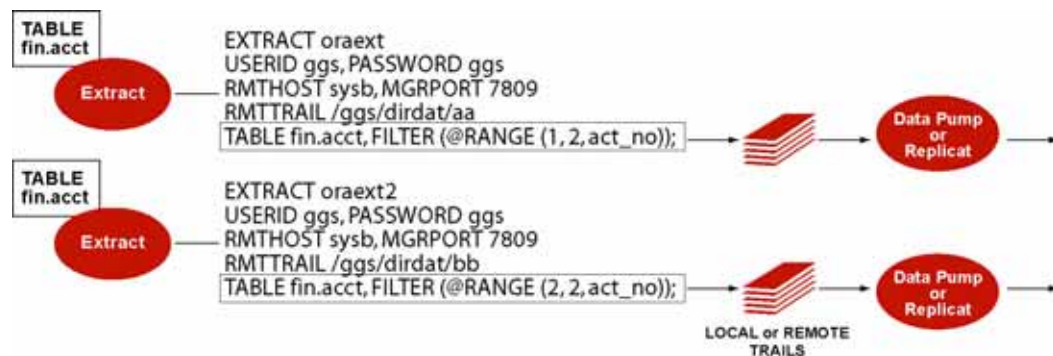 TABLE
fin.acct
Extract
EXTRACT oraext
USERID ggs, PASSWORD ggs
RMTHOST sysb, MGRPORT 7809
RMTTRAIL /ggs/dirdat/aa
TABLE fin.acct, FILTER (@RANGE (1, 2, act_no));
Data Pump
or
Replicat
TABLE
fin.acct
Extract
EXTRACT oraext2
USERID ggs, PASSWORD ggs
RMTHOST sysb, MGRPORT 7809
RMTTRAIL /ggs/dirdat/bb
TABLE fin.acct, FILTER (@RANGE (2, 2, act_no));
LOCAL or REMOTE
TRAILS
Data Pump
or
Replicat